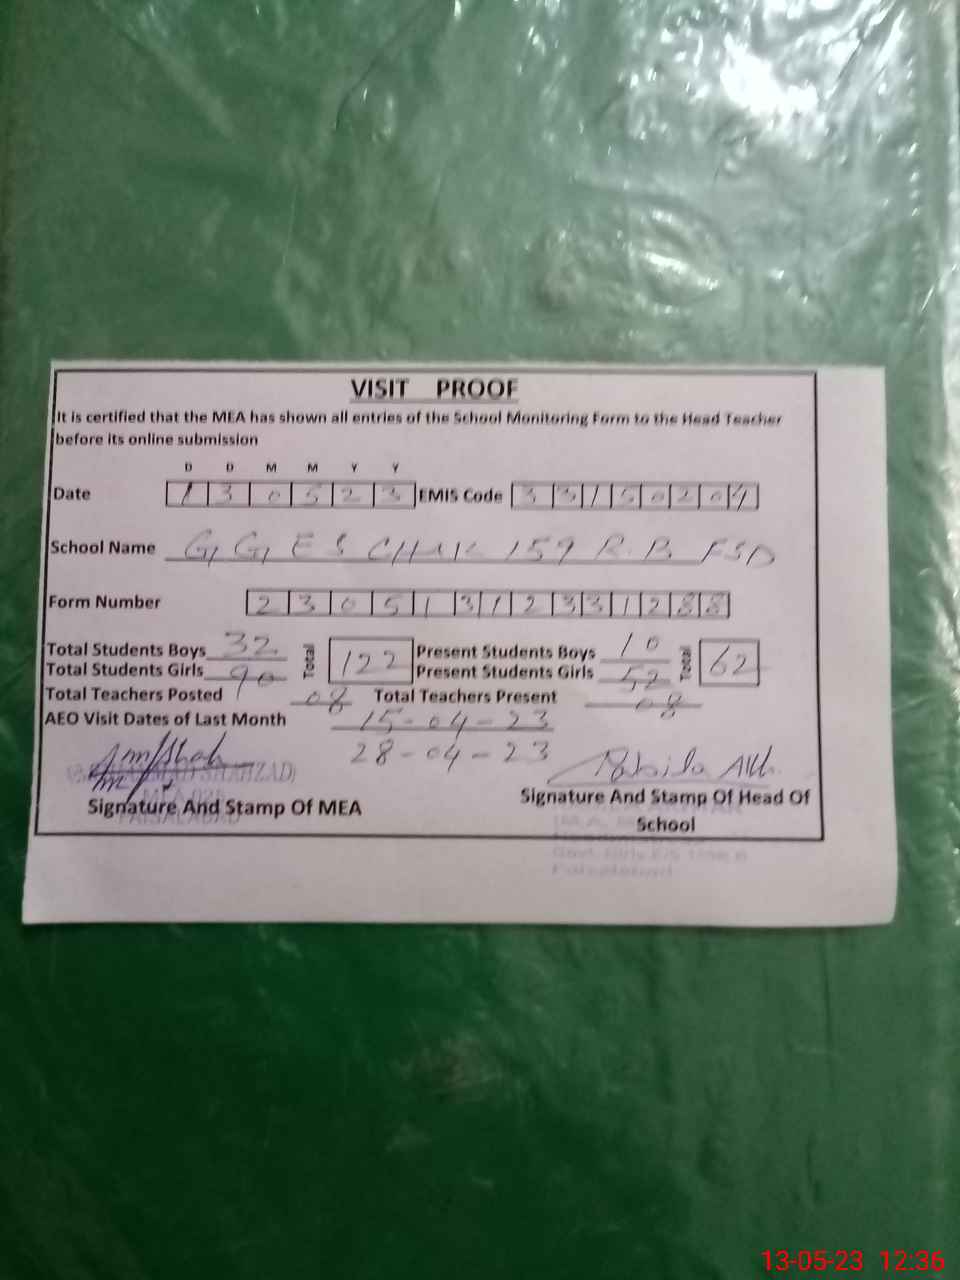 VISIT PROOF
It is certified that the MEA has shown all entries of the School Monitoring Form to the Head Teacher
before its online submission
D D M M Y Y
Date 1 3 0 5 2 3 EMIS Code 3 3 1 5 0 2 0 4
School Name G G E S CHAK 159 R.B FSD
Form Number 2 3 0 5 1 3 1 2 3 3 1 2 8 8
Total Students Boys 32 Total 122 Present Students Boys 10 Total 62
Total Students Girls 90 Present Students Girls 52
Total Teachers Posted 08 Total Teachers Present 08
AEO Visit Dates of Last Month 15-04-23
28-04-23
SHAHZAD)
Signature And Stamp Of MEA
FAISALABAD
Signature And Stamp Of Head Of
School
Faisalabad
13-05-23 12:36